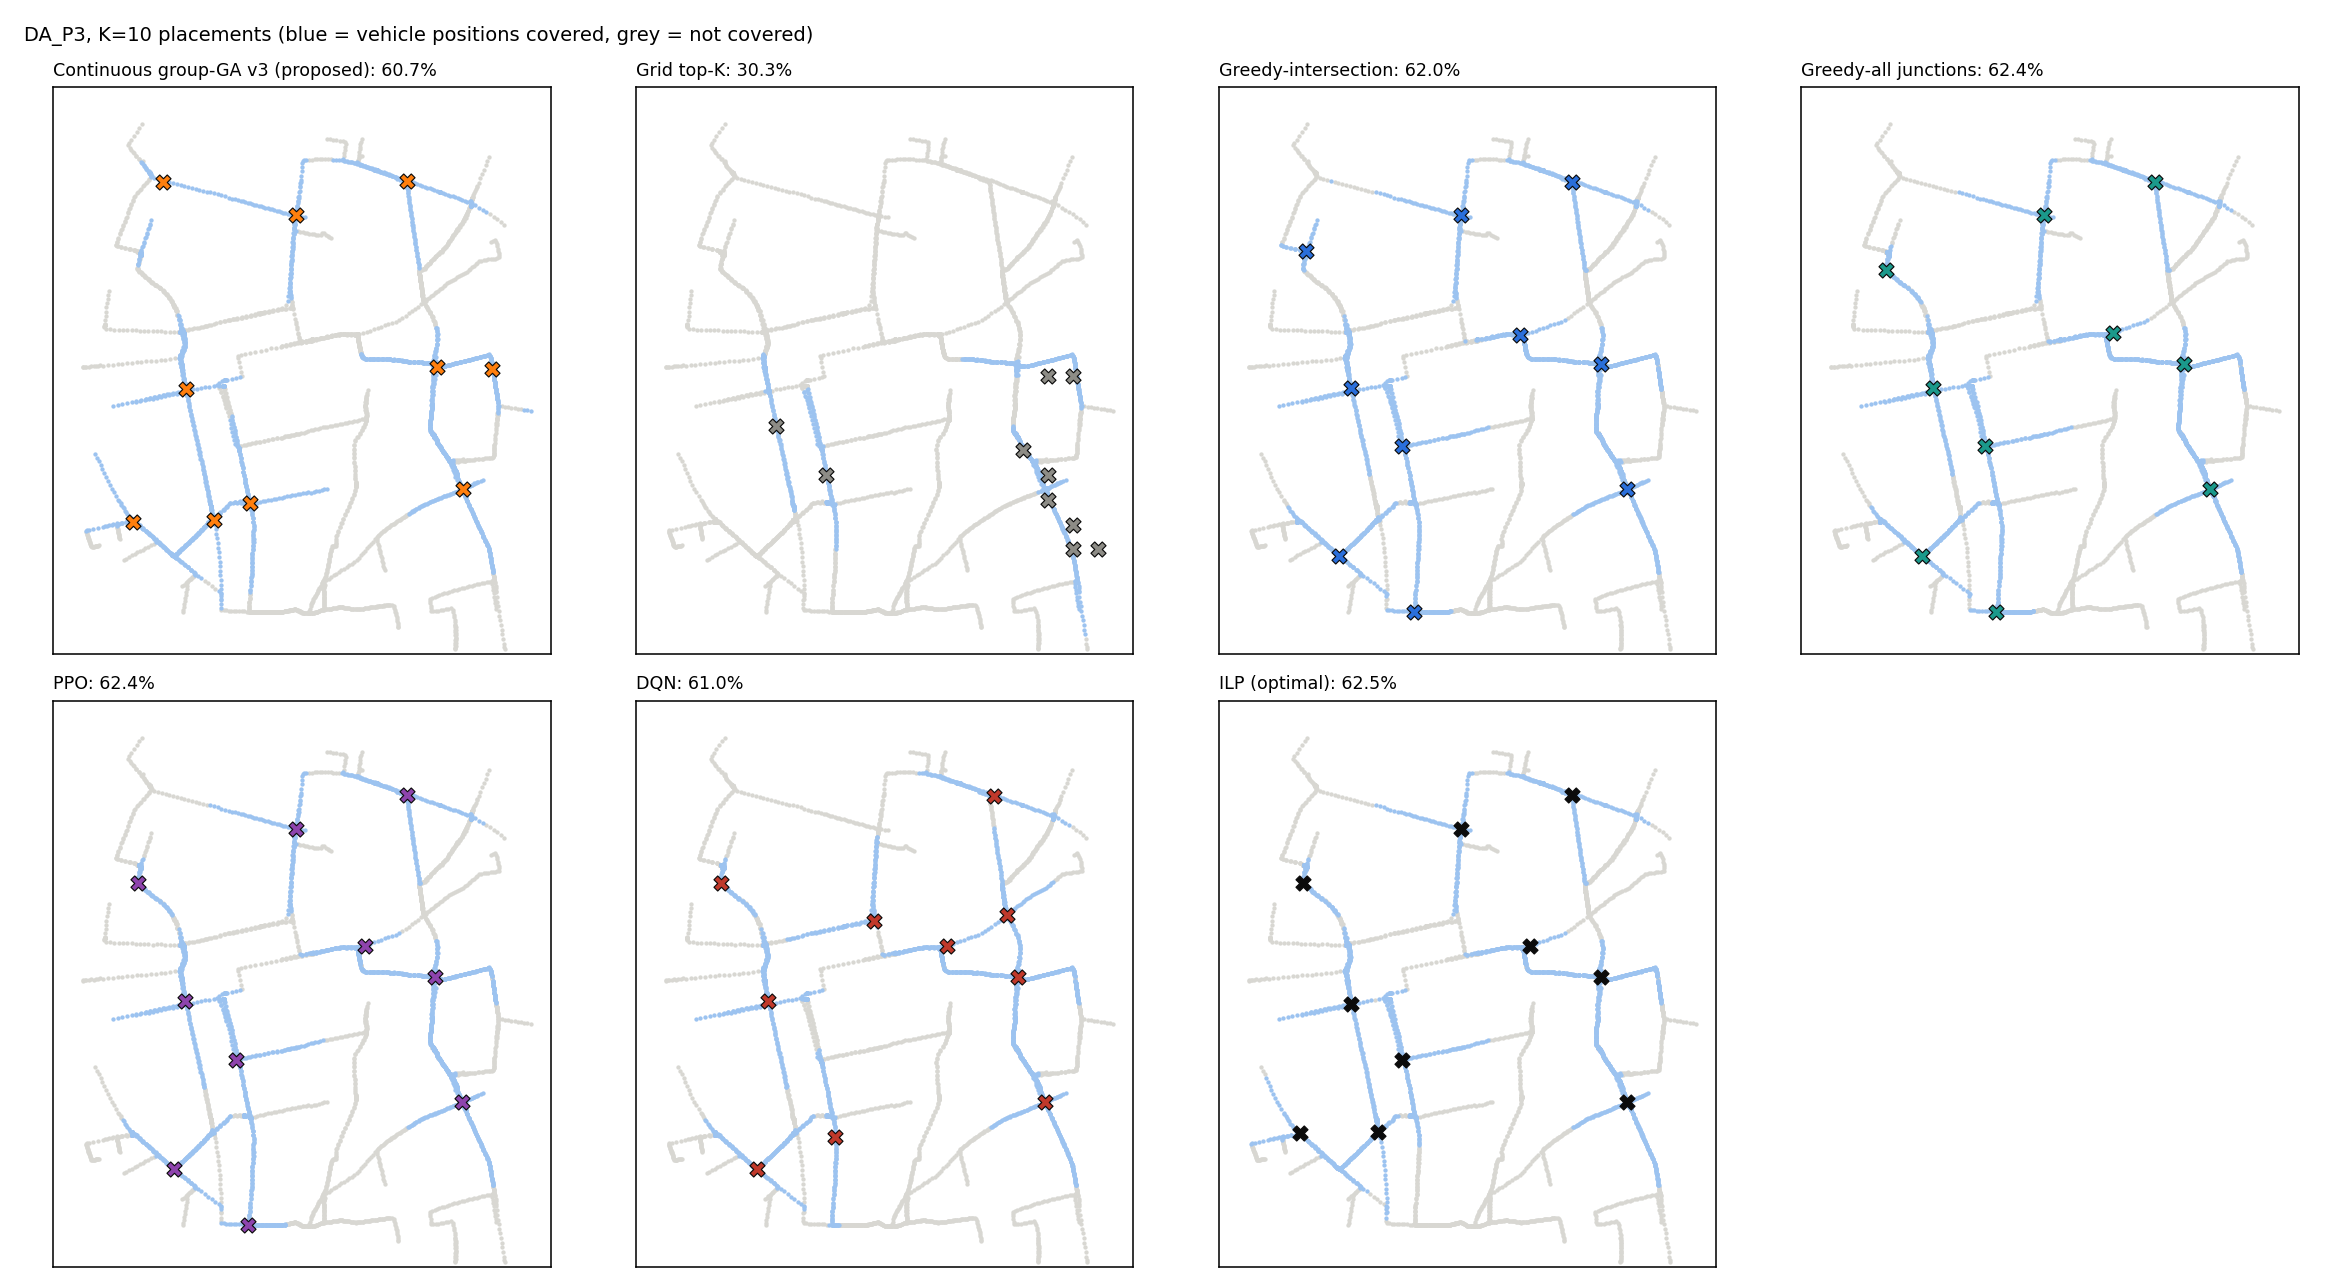 DA_P3, K=10 placements (blue = vehicle positions covered, grey = not covered)
Continuous group-GA v3 (proposed): 60.7%
Grid top-K: 30.3%
Greedy-intersection: 62.0%
Greedy-all junctions: 62.4%
PPO: 62.4%
DQN: 61.0%
ILP (optimal): 62.5%